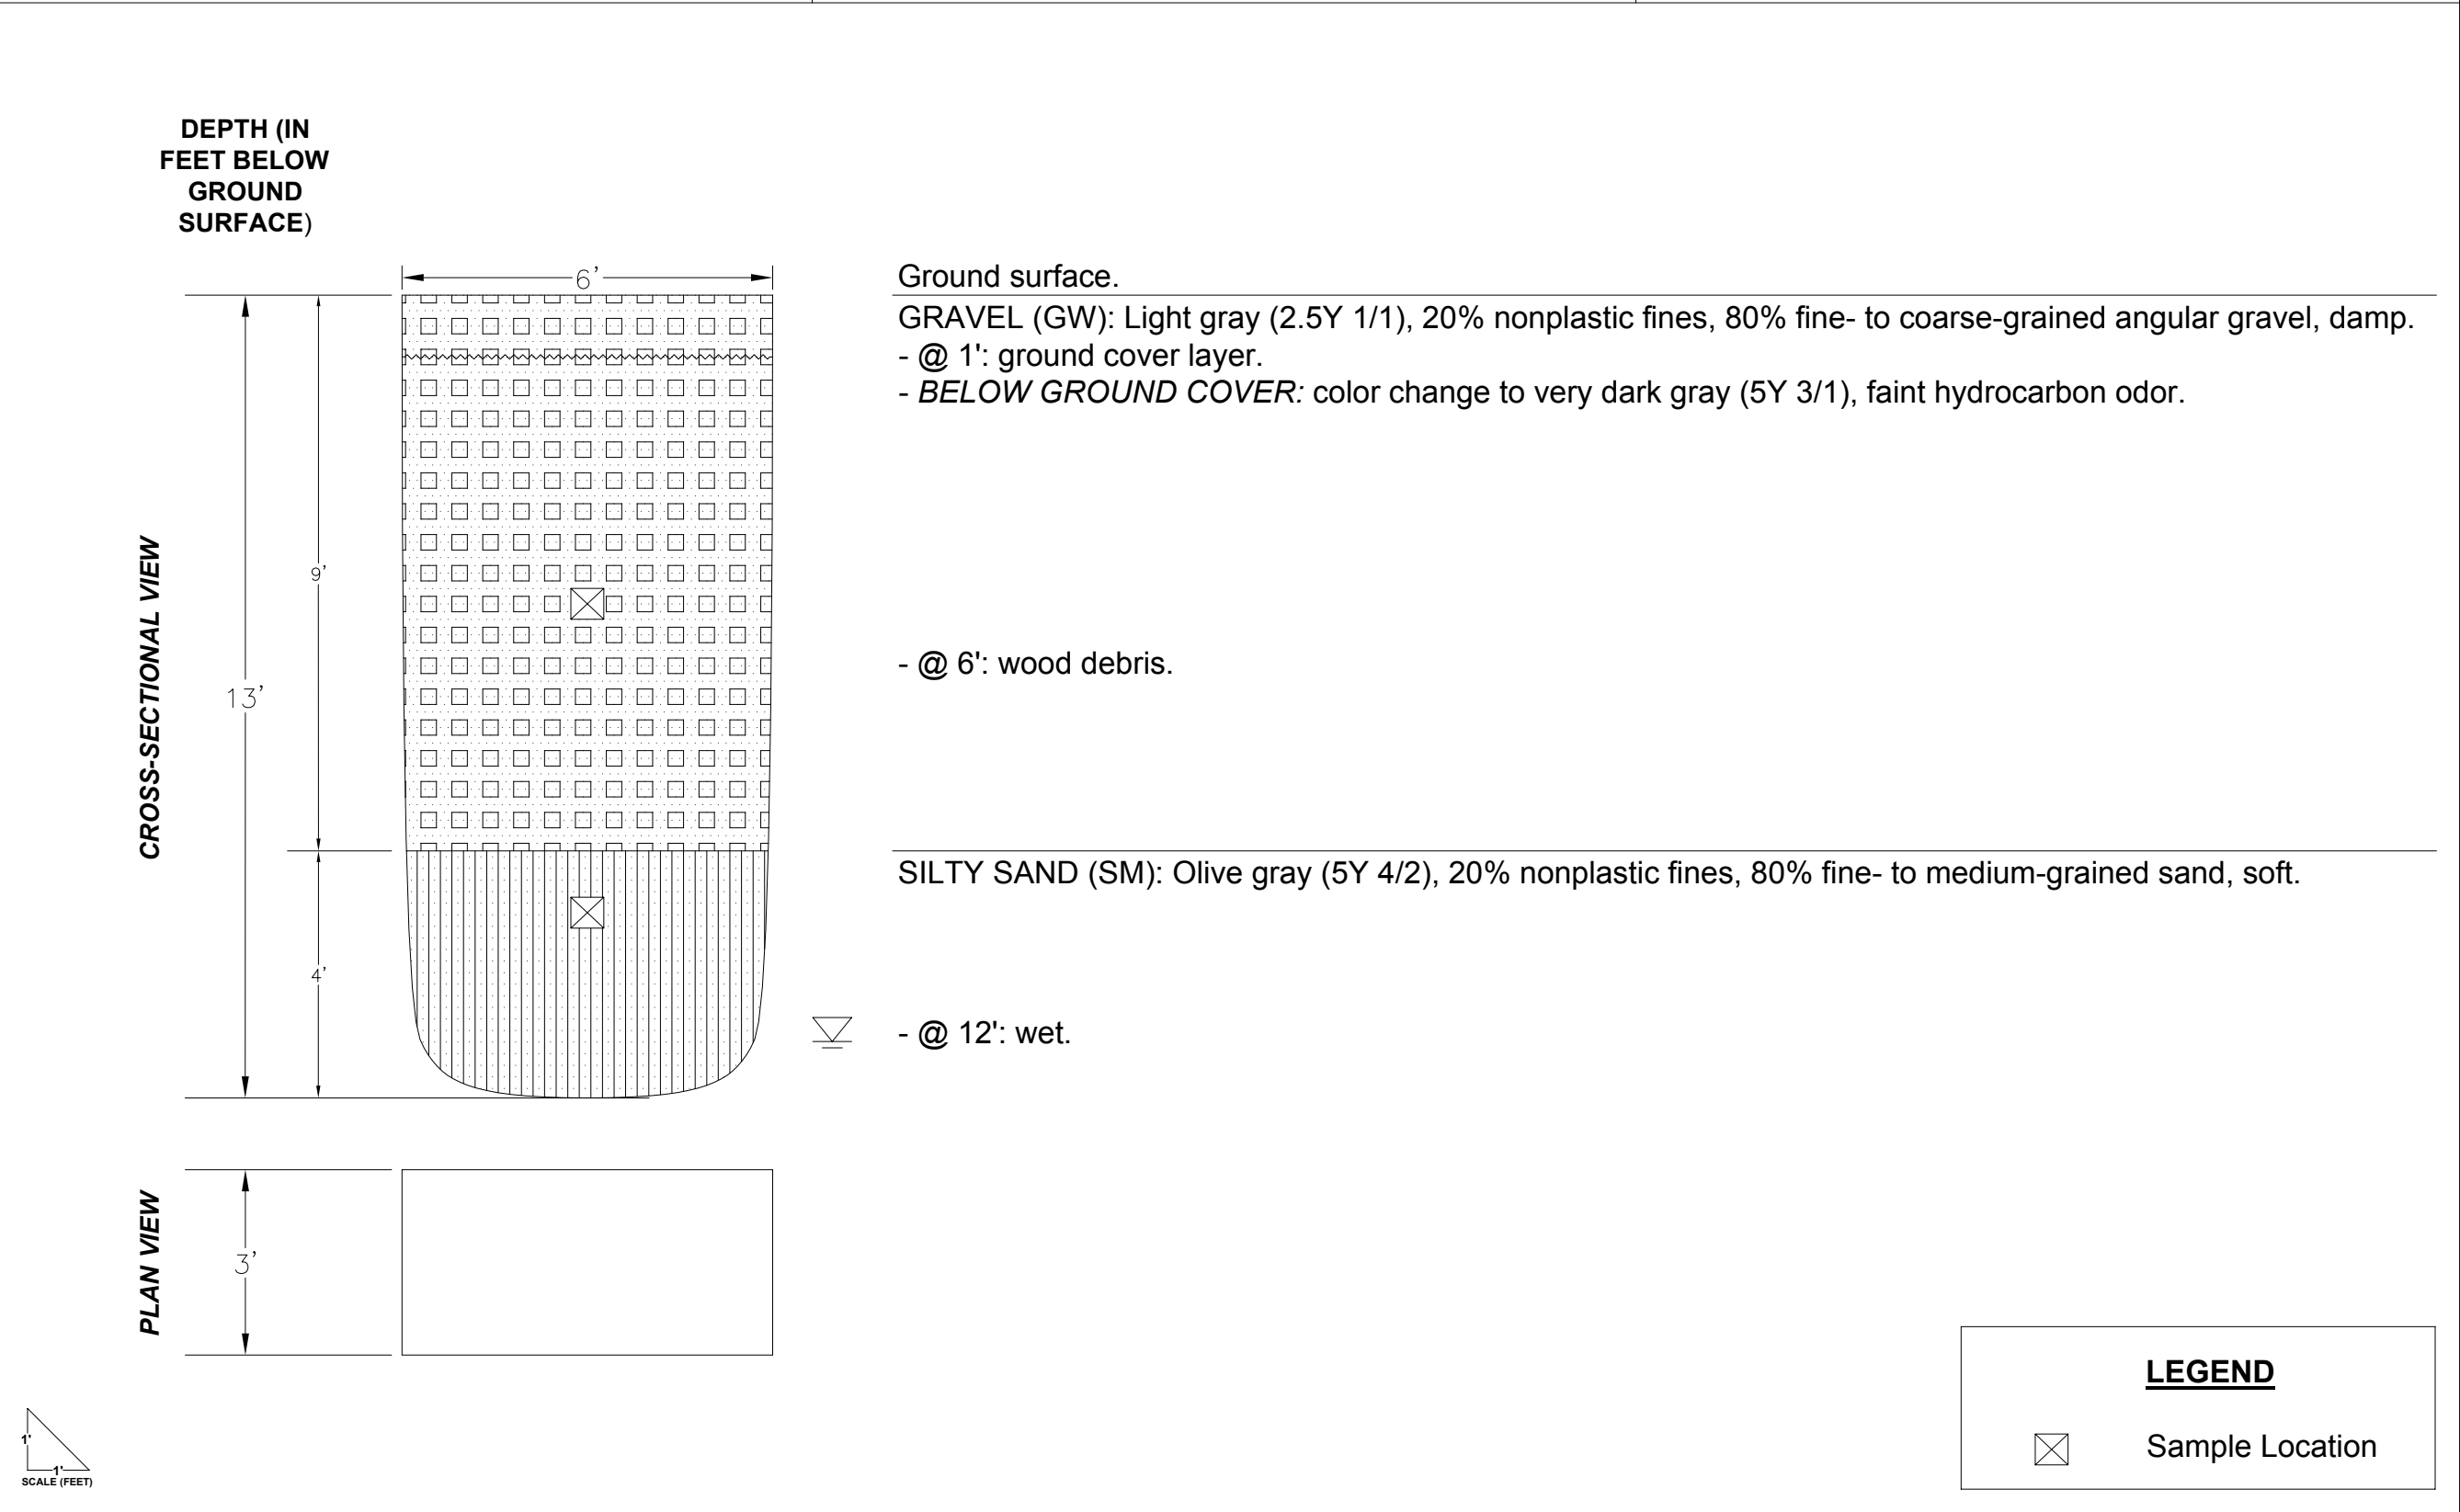 DEPTH (IN
FEET BELOW
GROUND
SURFACE)
6'
Ground surface.
GRAVEL (GW): Light gray (2.5Y 1/1), 20% nonplastic fines, 80% fine- to coarse-grained angular gravel, damp.
- @ 1': ground cover layer.
- BELOW GROUND COVER: color change to very dark gray (5Y 3/1), faint hydrocarbon odor.
CROSS-SECTIONAL VIEW
13'
9'
- @ 6': wood debris.
SILTY SAND (SM): Olive gray (5Y 4/2), 20% nonplastic fines, 80% fine- to medium-grained sand, soft.
4'
- @ 12': wet.
PLAN VIEW
3'
1'
1'
SCALE (FEET)
LEGEND
Sample Location